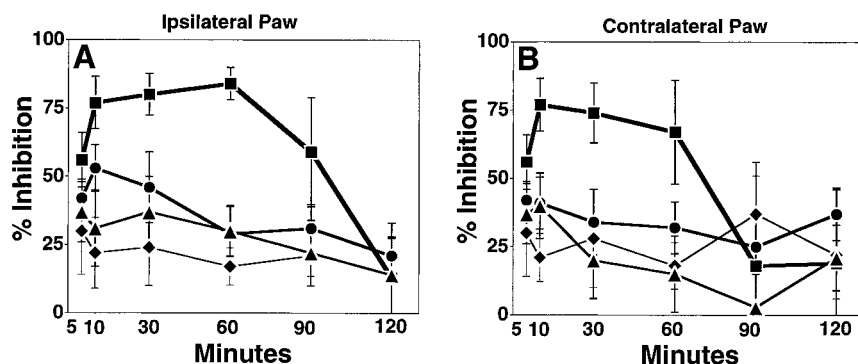 Ipsilateral Paw
A
% Inhibition
100
75
50
25
0
5 10 30 60 90 120
Minutes
Contralateral Paw
B
% Inhibition
100
75
50
25
0
5 10 30 60 90 120
Minutes